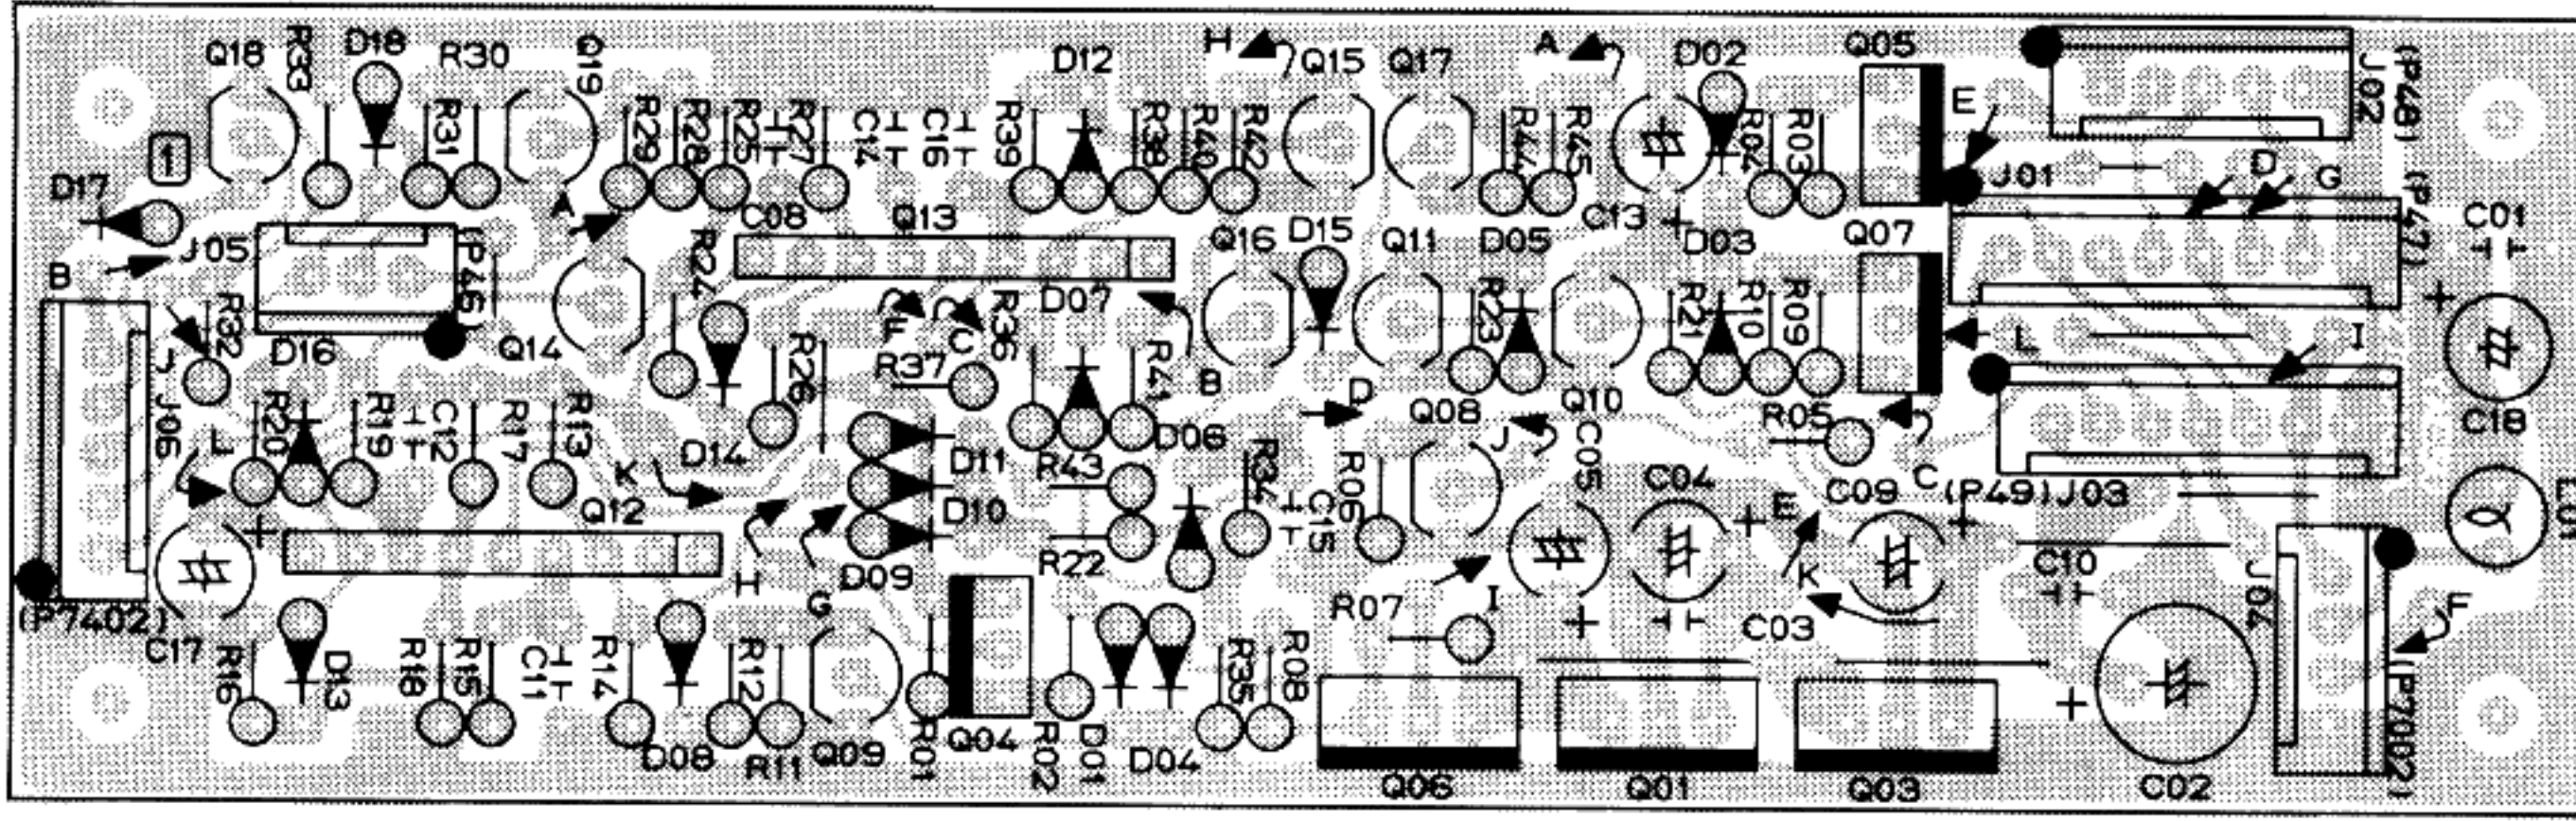 Q18 R33 D18 R30 Q19 D12 H Q15 Q17 A D02 Q05 J02 (P48)
R31 R29 R28 R25 R27 C14 C16 R39 R38 R40 R42 R44 R45 R04 R03 E
1
D17 A C08 Q13 C13 + J01 D G (P47)
B J05 (P46) R24 Q16 D15 Q11 D05 D03 Q07 C01
R32 D16 Q14 R26 F C R36 D07 R23 R21 R10 R09 L I +
R37 R41 B D Q08 Q10 R05 C18
J J06 L R20 R19 C12 R17 R13 K D14 D11 R43 D06 R34 R06 J C05 C04 C09 C (P49) J03
+ Q12 D10 C15 + E + L01
H G D09 R22 R07 I + K C03 C10 J04 F
(P7402) C17 R16 D13 R18 R15 C11 R14 R12 R35 R08 + (P7002)
D08 R11 Q09 R01 Q04 R02 D01 D04 Q06 Q01 Q03 C02